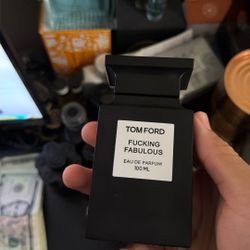 TOM FORD
FUCKING
FABULOUS
EAU DE PARFUM
100 ML